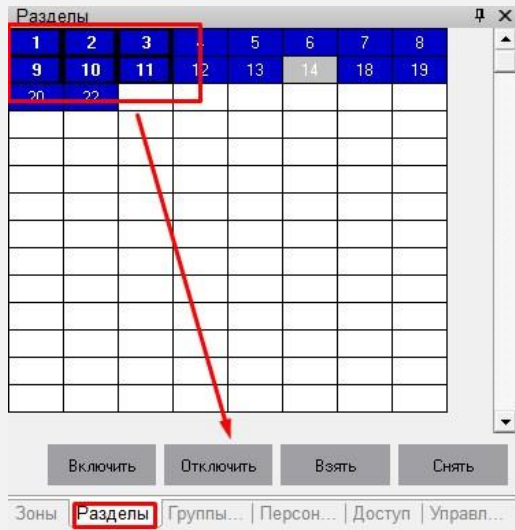 Разделы
1 2 3 4 5 6 7 8
9 10 11 12 13 14 18 19
20 22
Включить Отключить Взять Снять
Зоны Разделы Группы... Персон... Доступ Управл...